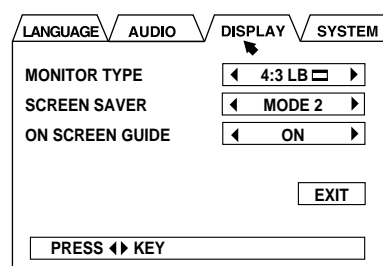 LANGUAGE AUDIO DISPLAY SYSTEM
MONITOR TYPE ◀ 4:3 LB ▶
SCREEN SAVER ◀ MODE 2 ▶
ON SCREEN GUIDE ◀ ON ▶
EXIT
PRESS ◀▶ KEY